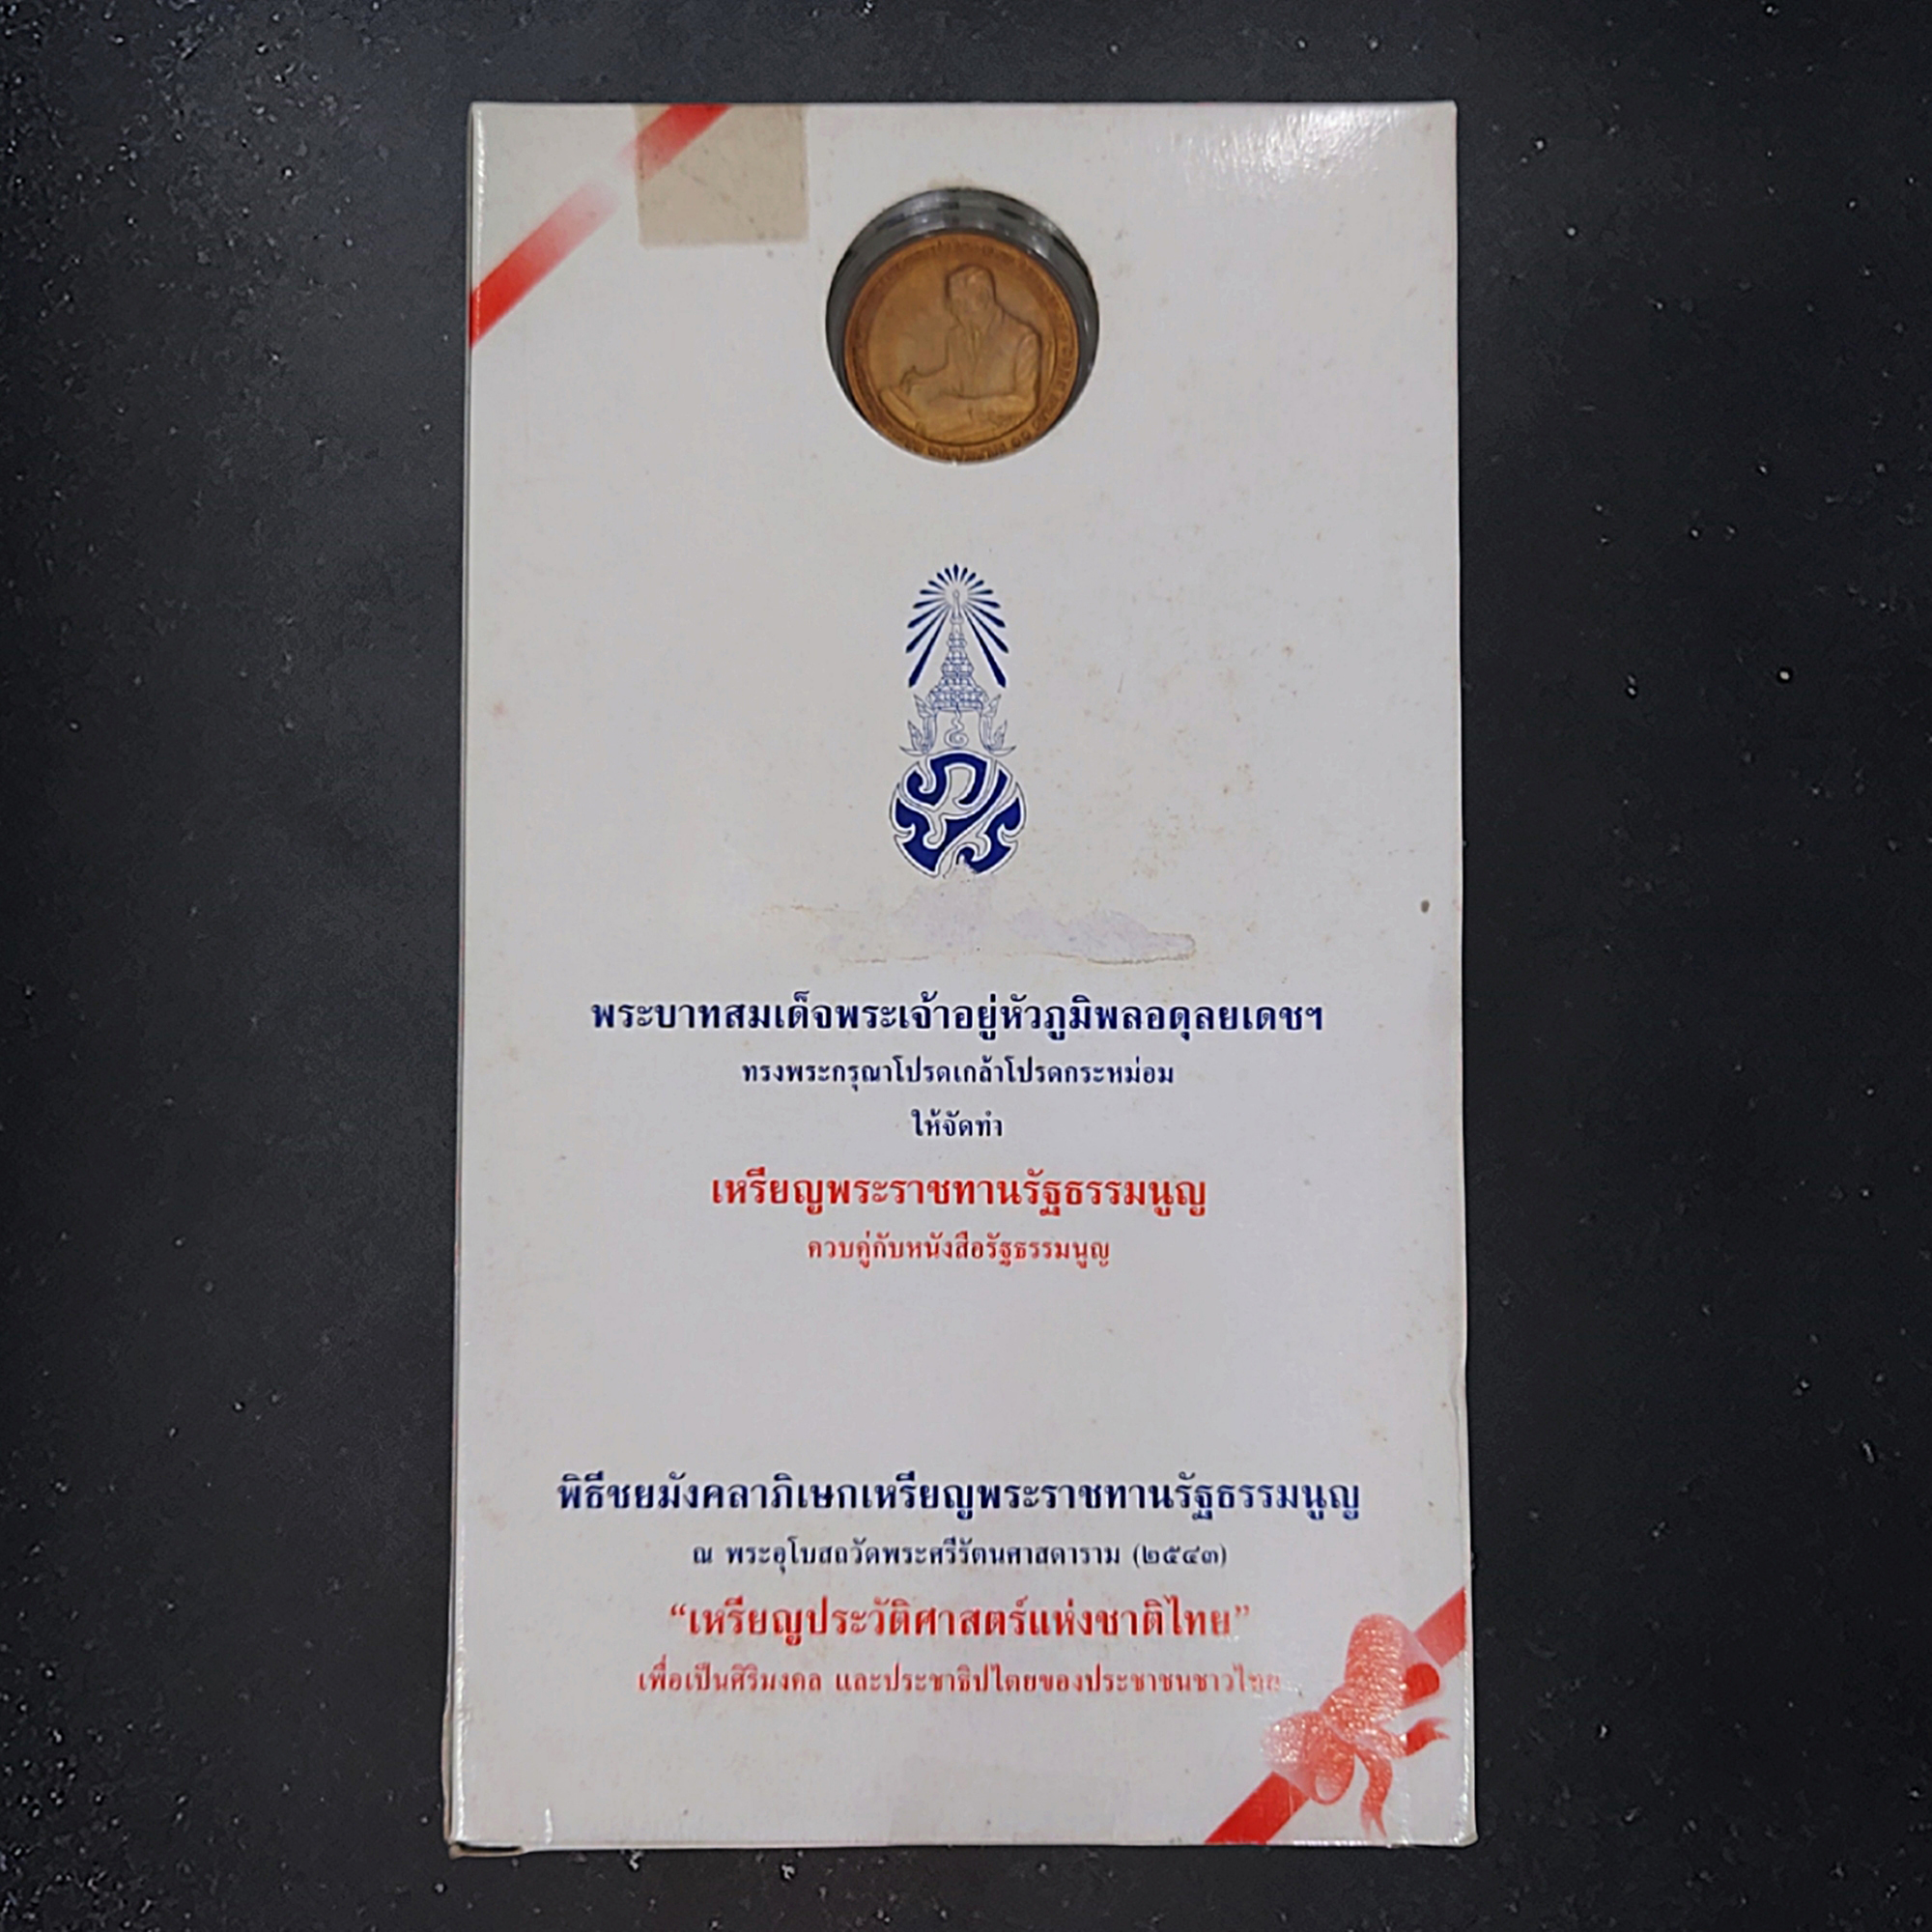 พระบาทสมเด็จพระเจ้าอยู่หัวภูมิพลอดุลยเดชฯ
ทรงพระกรุณาโปรดเกล้าโปรดกระหม่อม
ให้จัดทำ
เหรียญพระราชทานรัฐธรรมนูญ
ควบคู่กับหนังสือรัฐธรรมนูญ
พิธีชยมังคลาภิเษกเหรียญพระราชทานรัฐธรรมนูญ
ณ พระอุโบสถวัดพระศรีรัตนศาสดาราม (๒๕๔๓)
“เหรียญประวัติศาสตร์แห่งชาติไทย”
เพื่อเป็นศิริมงคล และประชาธิปไตยของประชาชนชาวไทย